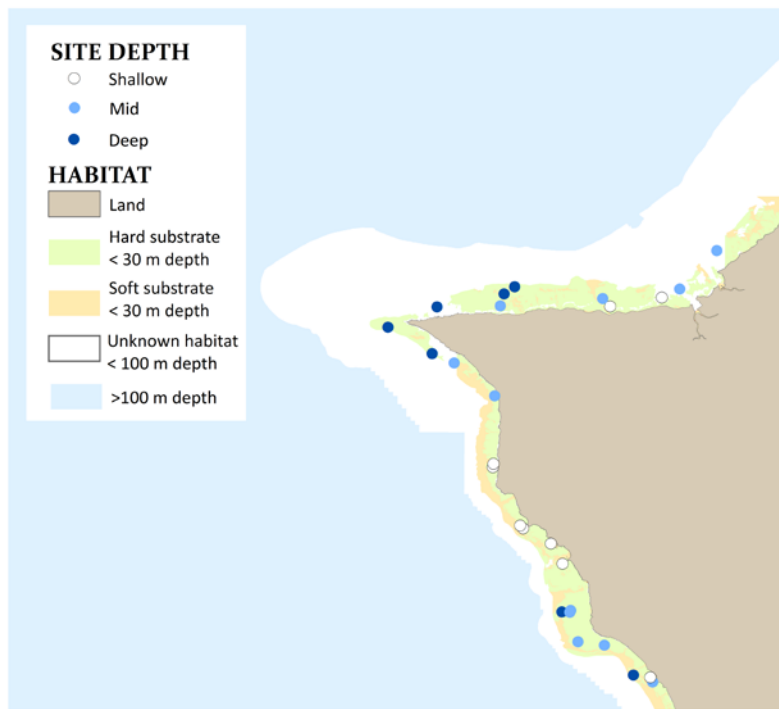 SITE DEPTH
Shallow
Mid
Deep
HABITAT
Land
Hard substrate
< 30 m depth
Soft substrate
< 30 m depth
Unknown habitat
< 100 m depth
>100 m depth